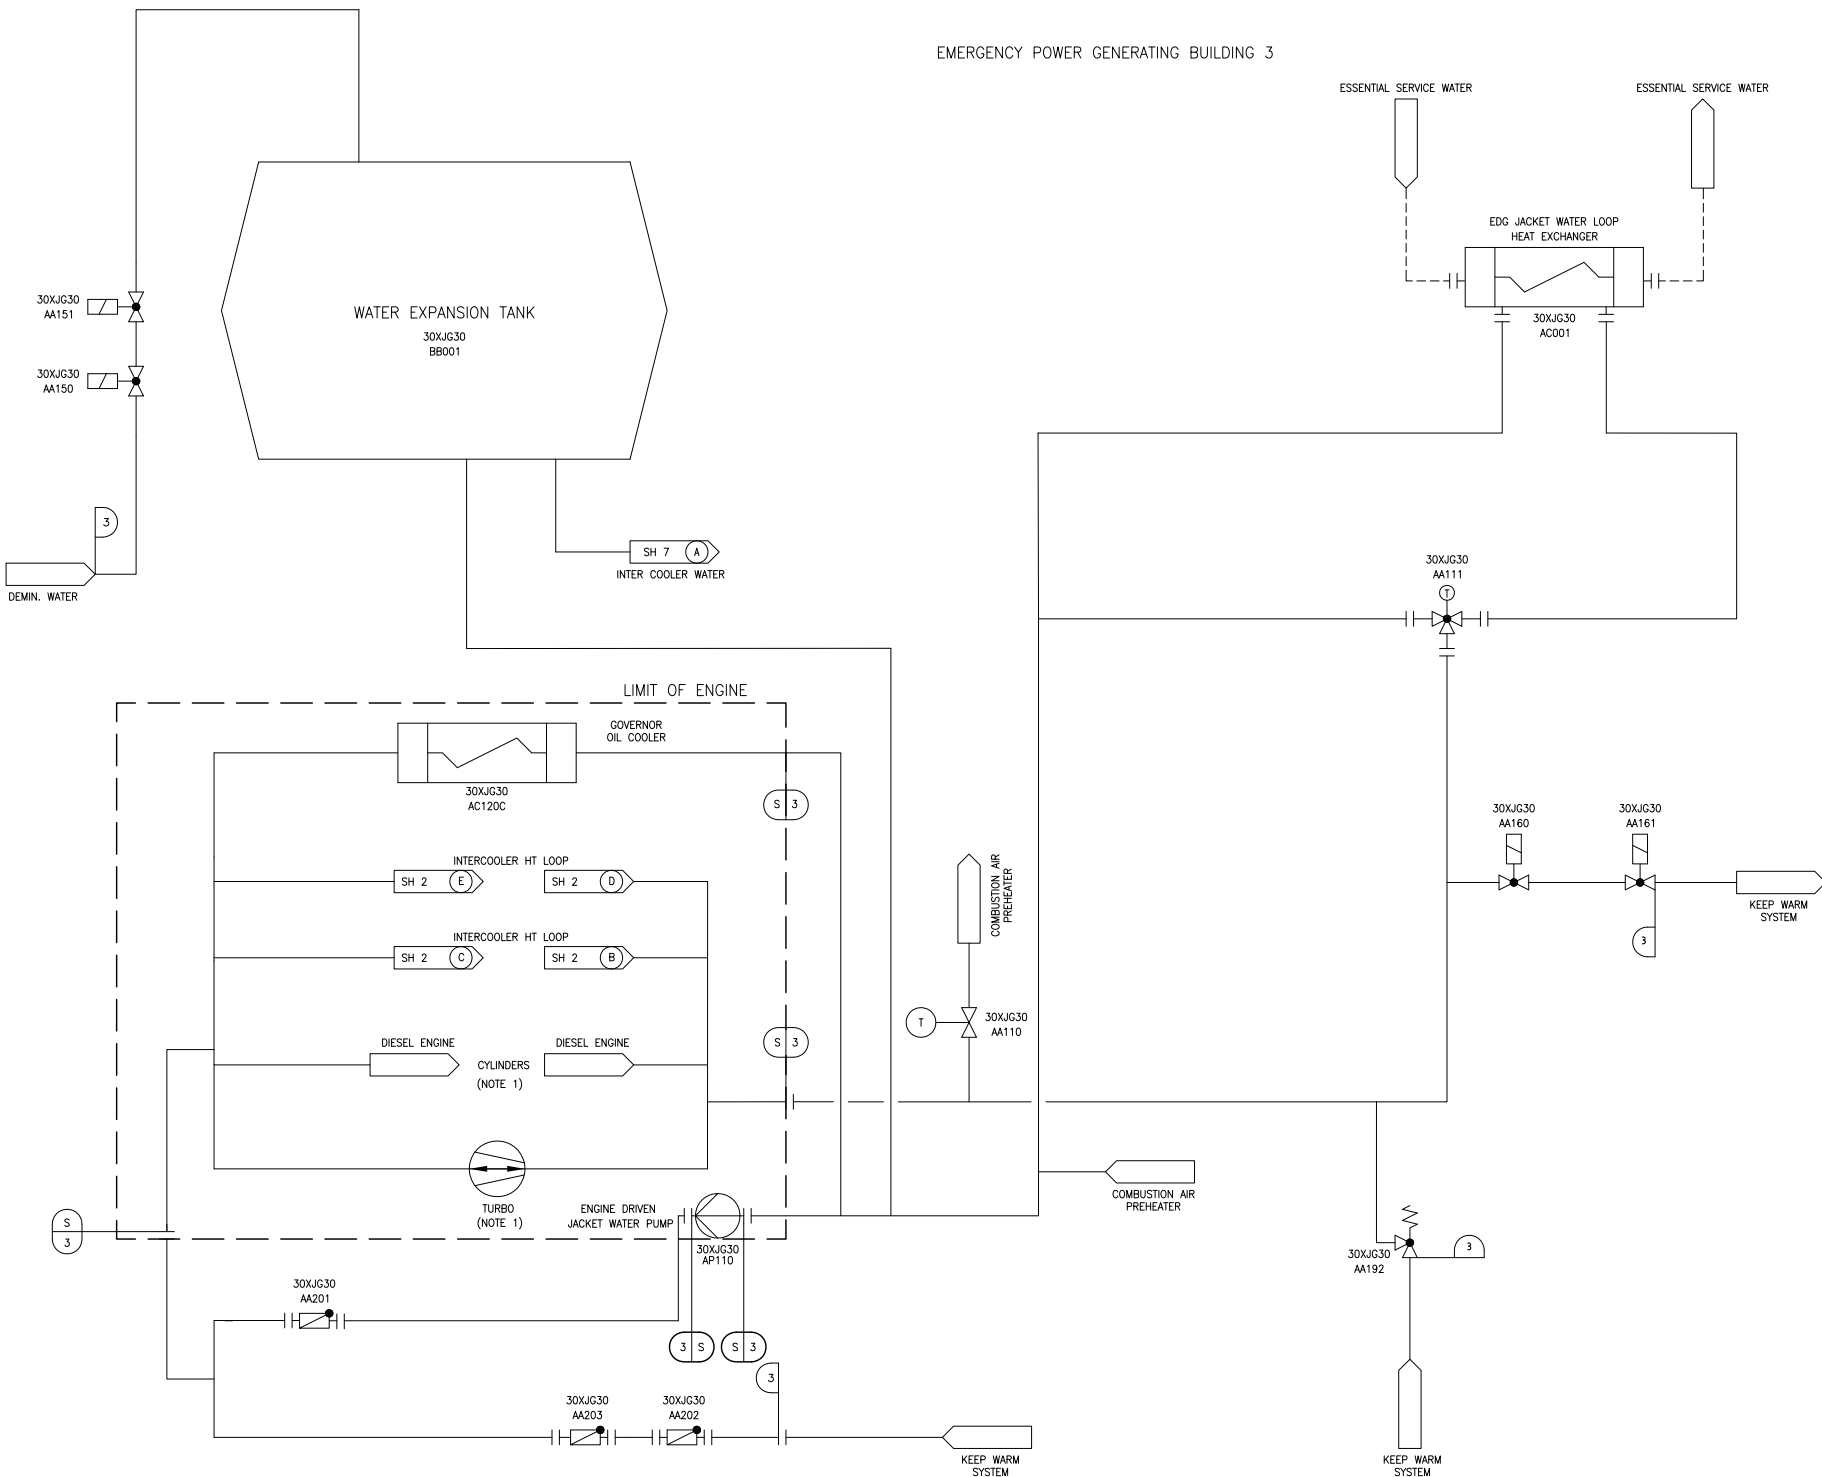 EMERGENCY POWER GENERATING BUILDING 3
ESSENTIAL SERVICE WATER
ESSENTIAL SERVICE WATER
EDG JACKET WATER LOOP
HEAT EXCHANGER
30XJG30
AC001
30XJG30
AA151
30XJG30
AA150
WATER EXPANSION TANK
30XJG30
BB001
3
DEMIN. WATER
SH 7 A
INTER COOLER WATER
30XJG30
AA111
T
LIMIT OF ENGINE
GOVERNOR
OIL COOLER
30XJG30
AC120C
S 3
INTERCOOLER HT LOOP
SH 2 E
SH 2 D
INTERCOOLER HT LOOP
SH 2 C
SH 2 B
DIESEL ENGINE
DIESEL ENGINE
CYLINDERS
(NOTE 1)
S 3
COMBUSTION AIR
PREHEATER
T
30XJG30
AA110
30XJG30
AA160
30XJG30
AA161
KEEP WARM
SYSTEM
3
TURBO
(NOTE 1)
ENGINE DRIVEN
JACKET WATER PUMP
30XJG30
AP110
COMBUSTION AIR
PREHEATER
S
3
30XJG30
AA192
3
30XJG30
AA201
3 S
S 3
3
30XJG30
AA203
30XJG30
AA202
KEEP WARM
SYSTEM
KEEP WARM
SYSTEM